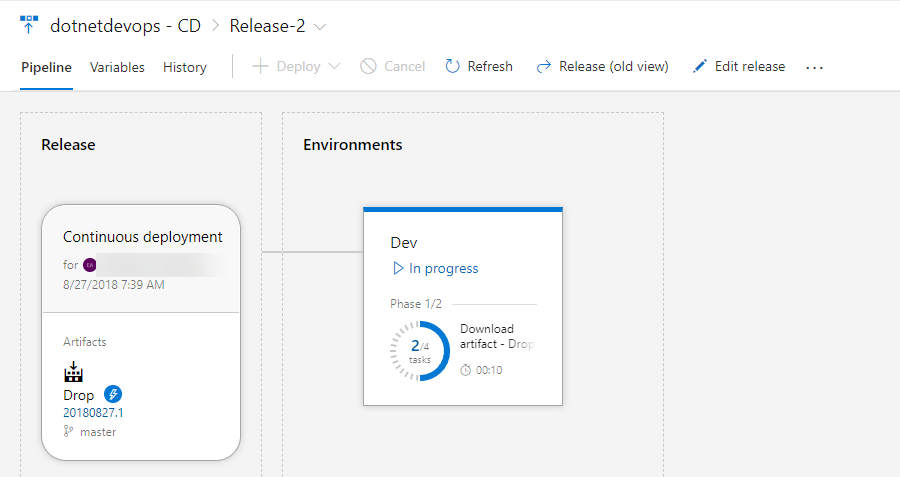 dotnetdevops - CD > Release-2
Pipeline Variables History Deploy Cancel Refresh Release (old view) Edit release ...
Release
Environments
Continuous deployment
for EA
8/27/2018 7:39 AM
Artifacts
Drop
20180827.1
master
Dev
In progress
Phase 1/2
2/4
tasks
Download
artifact - Drop
00:10